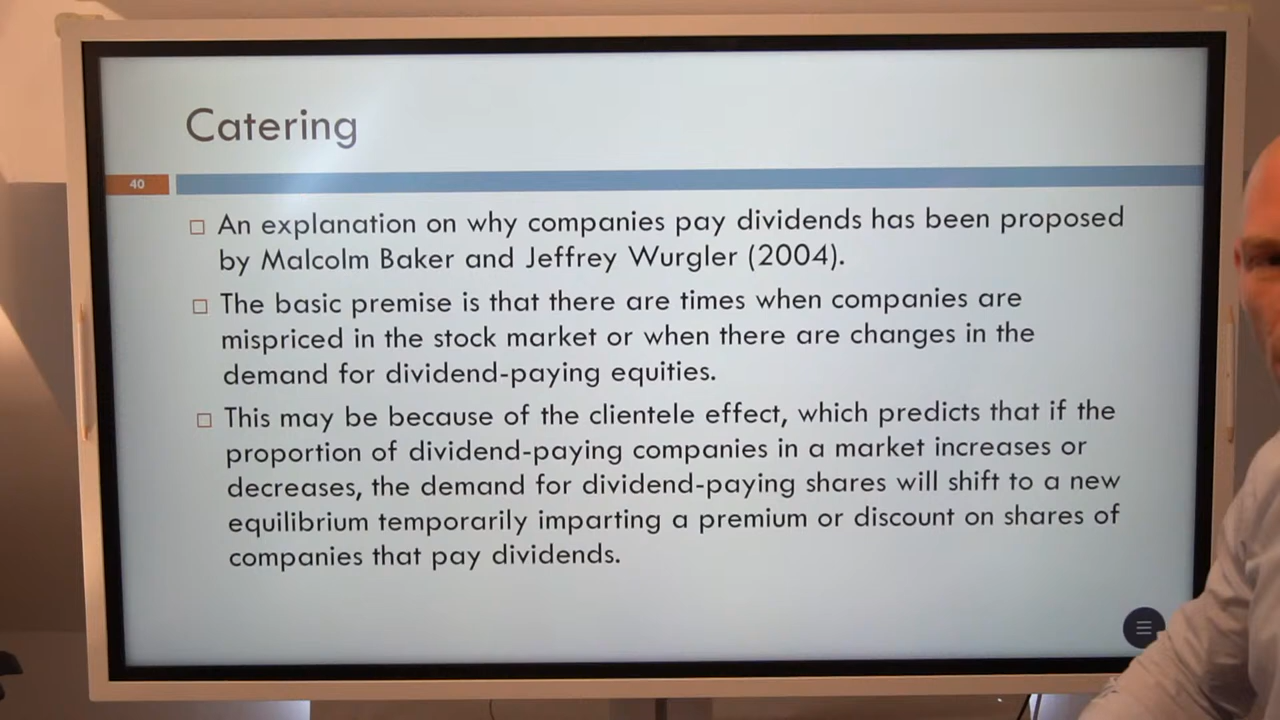 Catering
40
An explanation on why companies pay dividends has been proposed
by Malcolm Baker and Jeffrey Wurgler (2004).
The basic premise is that there are times when companies are
mispriced in the stock market or when there are changes in the
demand for dividend-paying equities.
This may be because of the clientele effect, which predicts that if the
proportion of dividend-paying companies in a market increases or
decreases, the demand for dividend-paying shares will shift to a new
equilibrium temporarily imparting a premium or discount on shares of
companies that pay dividends.